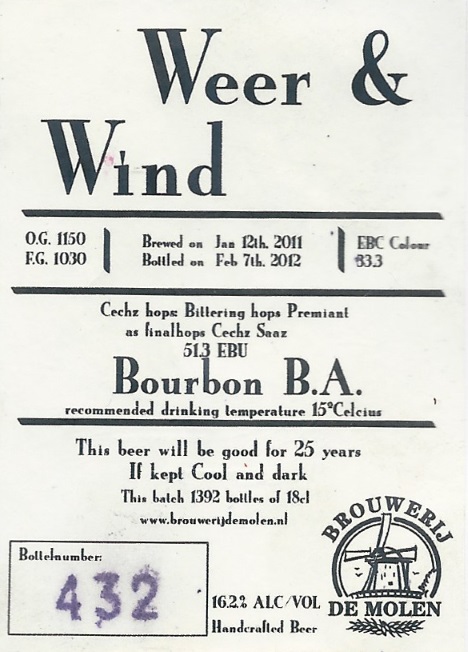 Weer &
Wind
O.G. 1150
F.G. 1030
Brewed on Jan 12th. 2011
Bottled on Feb 7th. 2012
EBC Colour
83.3
Cechz hops: Bittering hops Premiant
as finalhops Cechz Saaz
51.3 EBU
Bourbon B.A.
recommended drinking temperature 15°Celcius
This beer will be good for 25 years
If kept Cool and dark
This batch 1392 bottles of 18cl
www.brouwerijdemolen.nl
Bottelnumber:
432
16.2.% ALC/VOL
Handcrafted Beer
BROUWERIJ
DE MOLEN